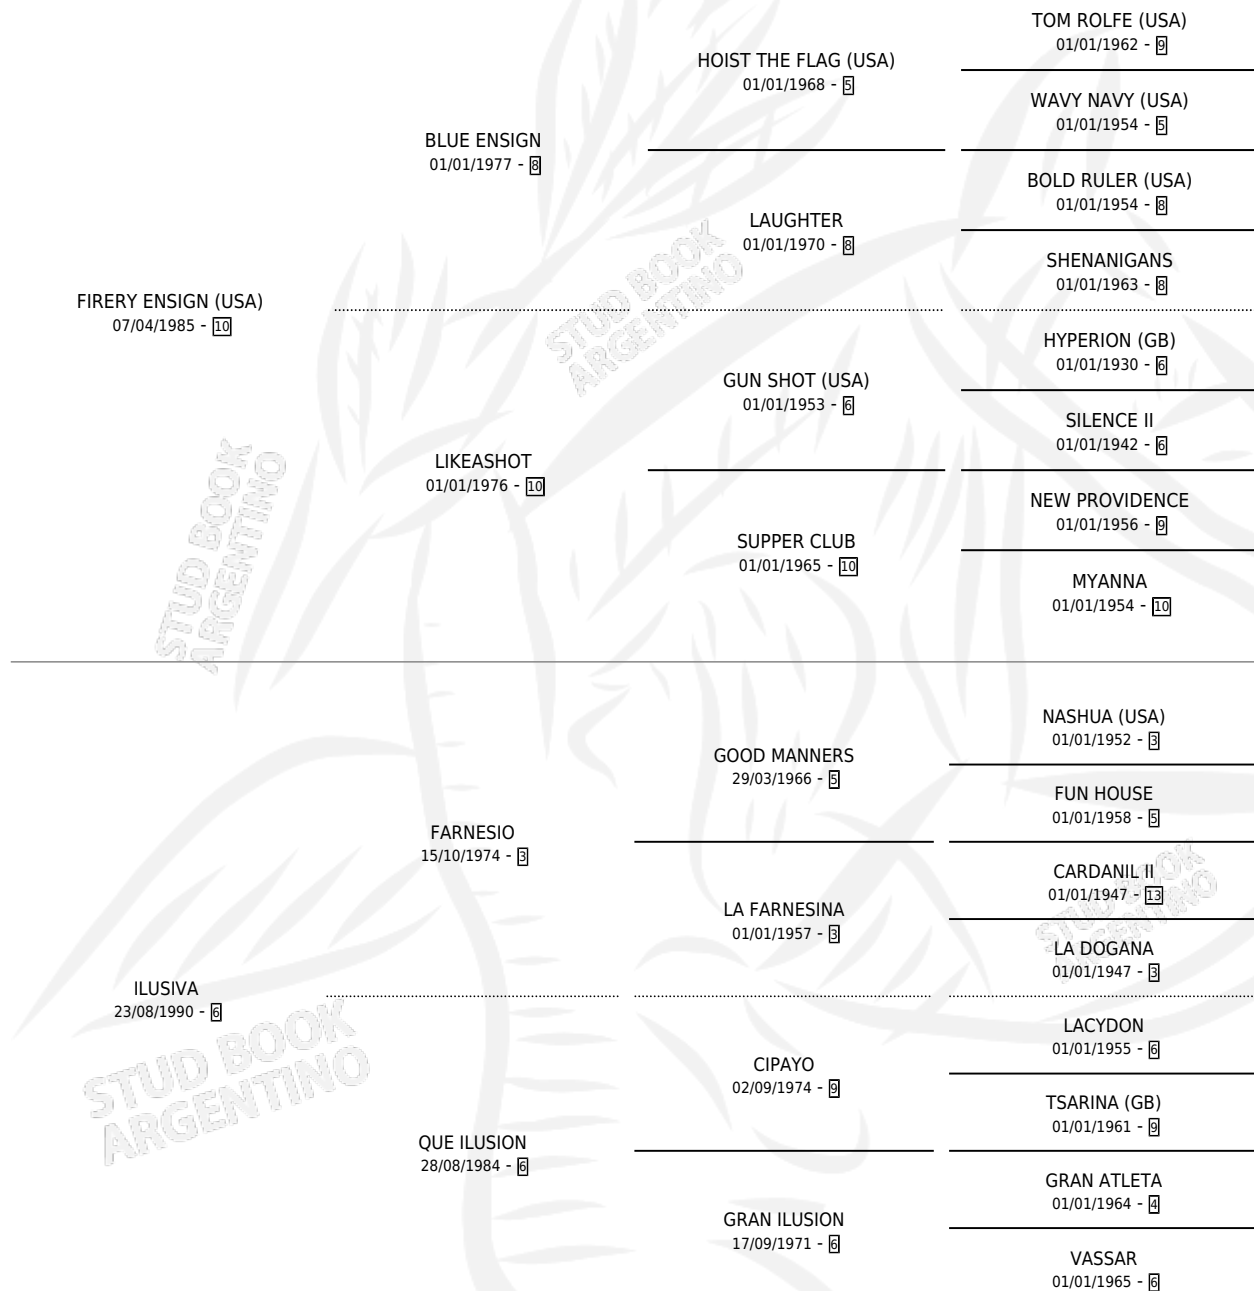 TOM ROLFE (USA)
01/01/1962 - 9
HOIST THE FLAG (USA)
01/01/1968 - 5
WAVY NAVY (USA)
01/01/1954 - 5
BLUE ENSIGN
01/01/1977 - 8
BOLD RULER (USA)
01/01/1954 - 8
LAUGHTER
01/01/1970 - 8
SHENANIGANS
01/01/1963 - 8
STUD BOOK
ARGENTINO
FIRERY ENSIGN (USA)
07/04/1985 - 10
HYPERION (GB)
01/01/1930 - 6
GUN SHOT (USA)
01/01/1953 - 6
SILENCE II
01/01/1942 - 6
LIKEASHOT
01/01/1976 - 10
NEW PROVIDENCE
01/01/1956 - 9
SUPPER CLUB
01/01/1965 - 10
MYANNA
01/01/1954 - 10
STUD BOOK
ARGENTINO
NASHUA (USA)
01/01/1952 - 3
GOOD MANNERS
29/03/1966 - 5
FUN HOUSE
01/01/1958 - 5
FARNESIO
15/10/1974 - 3
CARDANIL II
01/01/1947 - 13
LA FARNESINA
01/01/1957 - 3
LA DOGANA
01/01/1947 - 3
STUD BOOK
ARGENTINO
ILUSIVA
23/08/1990 - 6
LACYDON
01/01/1955 - 6
CIPAYO
02/09/1974 - 9
TSARINA (GB)
01/01/1961 - 9
STUD BOOK
ARGENTINO
QUE ILUSION
28/08/1984 - 6
GRAN ATLETA
01/01/1964 - 4
GRAN ILUSION
17/09/1971 - 6
VASSAR
01/01/1965 - 6